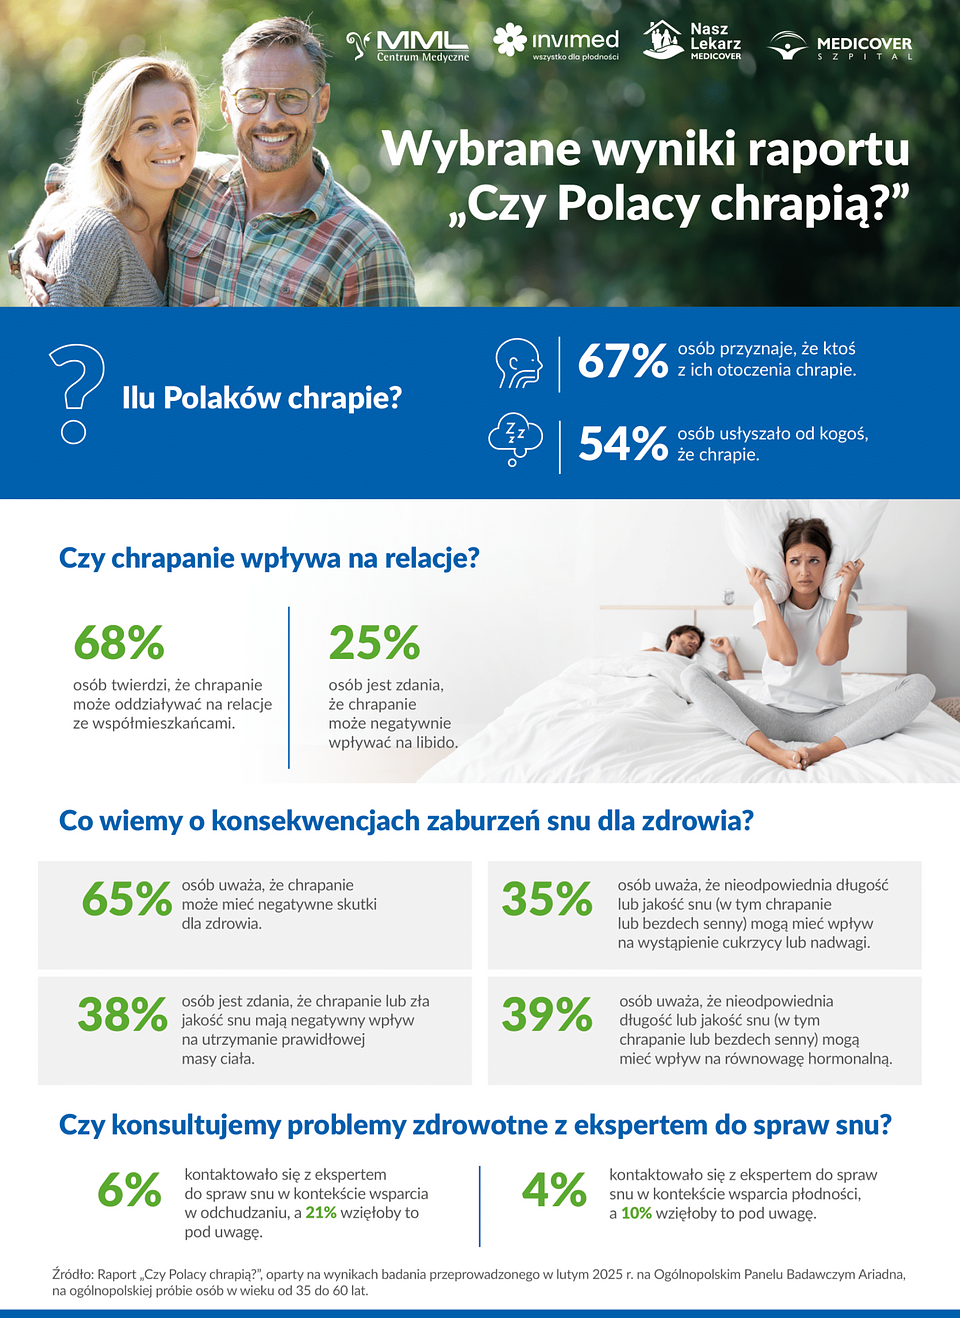 MML
Centrum Medyczne
invimed
wszystko dla płodności
Nasz
Lekarz
MEDICOVER
MEDICOVER
SZPITAL
Wybrane wyniki raportu
„Czy Polacy chrapią?”
Ilu Polaków chrapie?
67% osób przyznaje, że ktoś
z ich otoczenia chrapie.
Zzz
54% osób usłyszało od kogoś,
że chrapie.
Czy chrapanie wpływa na relacje?
68%
osób twierdzi, że chrapanie
może oddziaływać na relacje
ze współmieszkańcami.
25%
osób jest zdania,
że chrapanie
może negatywnie
wpływać na libido.
Co wiemy o konsekwencjach zaburzeń snu dla zdrowia?
65% osób uważa, że chrapanie
może mieć negatywne skutki
dla zdrowia.
35% osób uważa, że nieodpowiednia długość
lub jakość snu (w tym chrapanie
lub bezdech senny) mogą mieć wpływ
na wystąpienie cukrzycy lub nadwagi.
38% osób jest zdania, że chrapanie lub zła
jakość snu mają negatywny wpływ
na utrzymanie prawidłowej
masy ciała.
39% osób uważa, że nieodpowiednia
długość lub jakość snu (w tym
chrapanie lub bezdech senny) mogą
mieć wpływ na równowagę hormonalną.
Czy konsultujemy problemy zdrowotne z ekspertem do spraw snu?
6% kontaktowało się z ekspertem
do spraw snu w kontekście wsparcia
w odchudzaniu, a 21% wzięłoby to
pod uwagę.
4% kontaktowało się z ekspertem do spraw
snu w kontekście wsparcia płodności,
a 10% wzięłoby to pod uwagę.
Źródło: Raport „Czy Polacy chrapią?”, oparty na wynikach badania przeprowadzonego w lutym 2025 r. na Ogólnopolskim Panelu Badawczym Ariadna,
na ogólnopolskiej próbie osób w wieku od 35 do 60 lat.